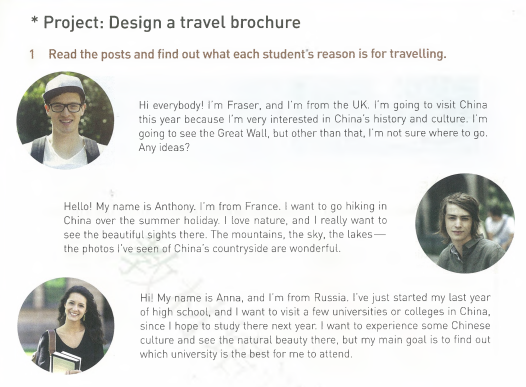 * Project: Design a travel brochure
1 Read the posts and find out what each student's reason is for travelling.
Hi everybody! I'm Fraser, and I'm from the UK. I'm going to visit China
this year because I'm very interested in China's history and culture. I'm
going to see the Great Wall, but other than that, I'm not sure where to go.
Any ideas?
Hello! My name is Anthony. I'm from France. I want to go hiking in
China over the summer holiday. I love nature, and I really want to
see the beautiful sights there. The mountains, the sky, the lakes—
the photos I've seen of China's countryside are wonderful.
Hi! My name is Anna, and I'm from Russia. I've just started my last year
of high school, and I want to visit a few universities or colleges in China,
since I hope to study there next year. I want to experience some Chinese
culture and see the natural beauty there, but my main goal is to find out
which university is the best for me to attend.